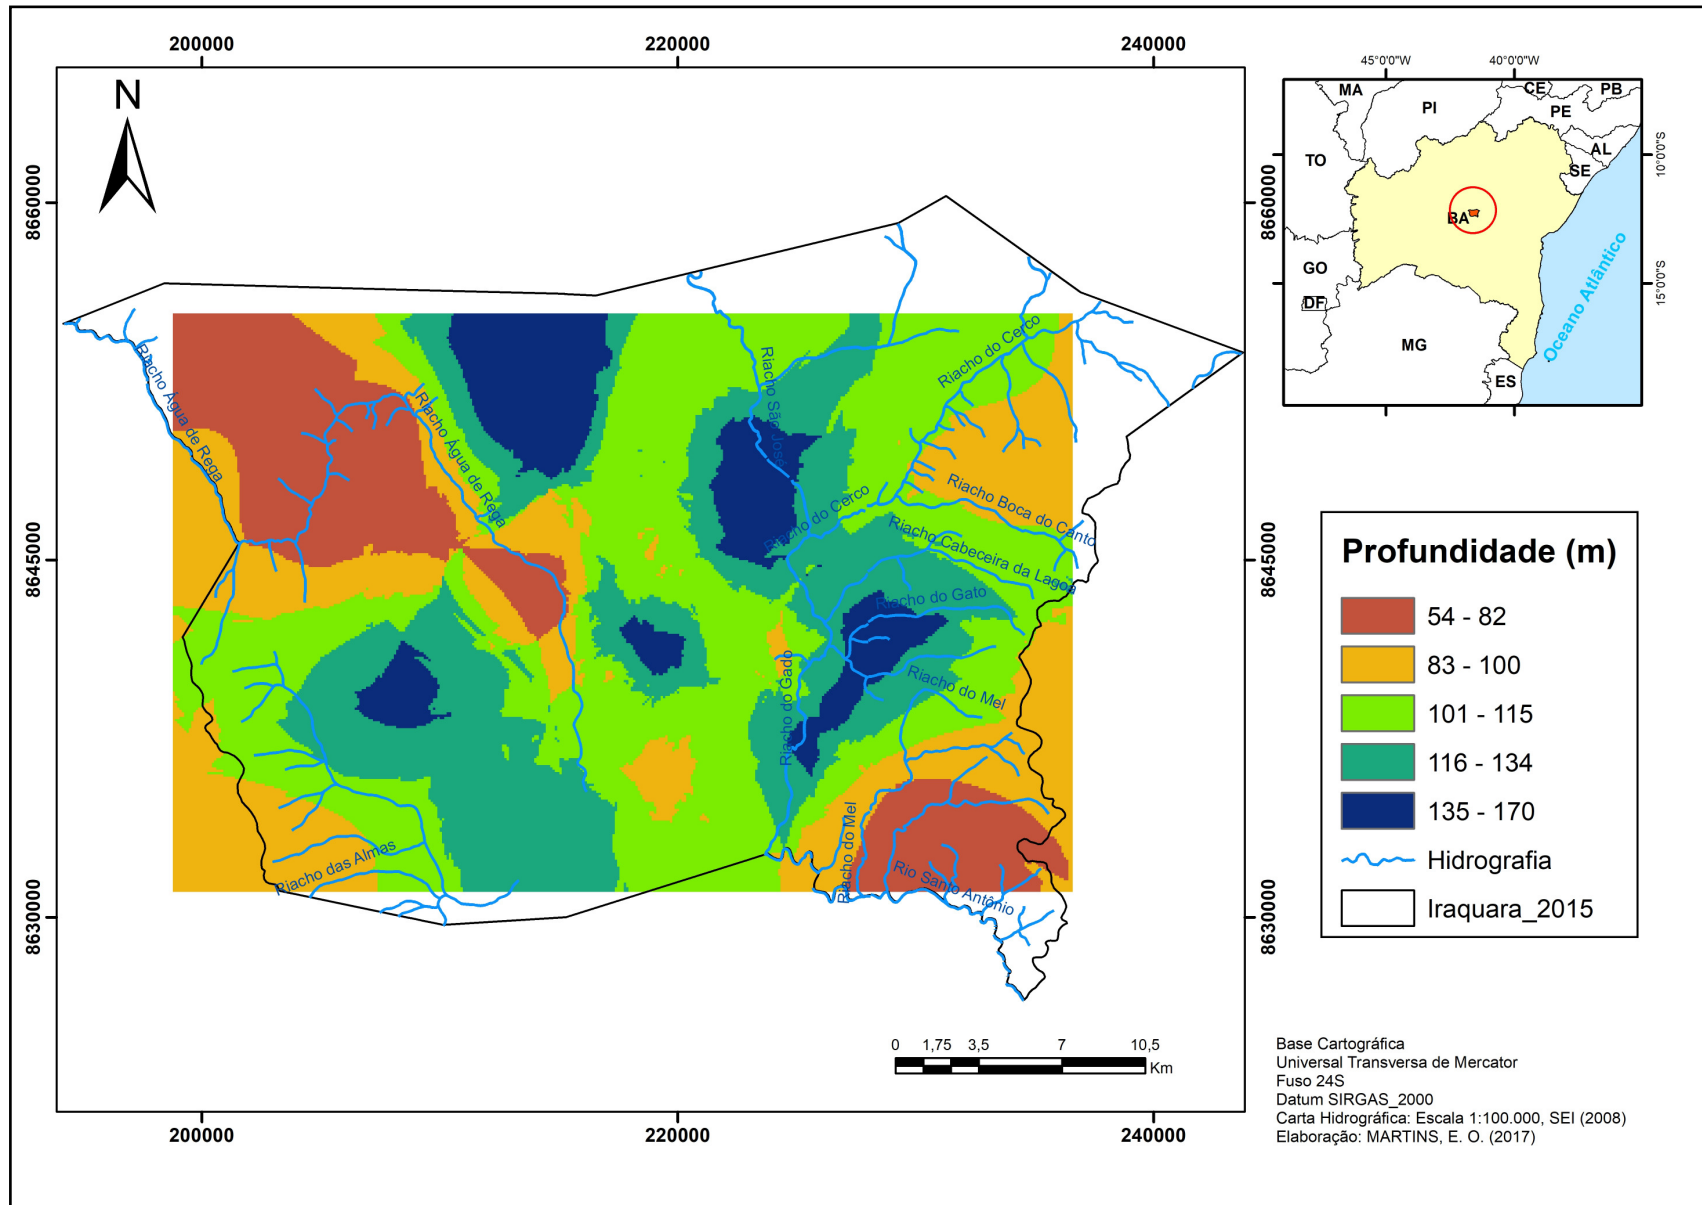 200000
220000
240000
N
8660000
8645000
8630000
8660000
8645000
8630000
200000
220000
240000
Riacho Água de Rega
Riacho Água de Rega
Riacho São José
Riacho do Cerco
Riacho do Cerco
Riacho Boca do Canto
Riacho Cabeceira da Lagoa
Riacho do Gato
Riacho do Mel
Riacho do Gado
Riacho do Mel
Rio Santo Antônio
Riacho das Almas
0 1,75 3,5 7 10,5
Km
45°0'0"W
40°0'0"W
10°0'0"S
15°0'0"S
MA
PI
CE
PB
PE
AL
SE
TO
BA
GO
DF
MG
ES
Oceano Atlântico
Profundidade (m)
54 - 82
83 - 100
101 - 115
116 - 134
135 - 170
Hidrografia
Iraquara_2015
Base Cartográfica
Universal Transversa de Mercator
Fuso 24S
Datum SIRGAS_2000
Carta Hidrográfica: Escala 1:100.000, SEI (2008)
Elaboração: MARTINS, E. O. (2017)